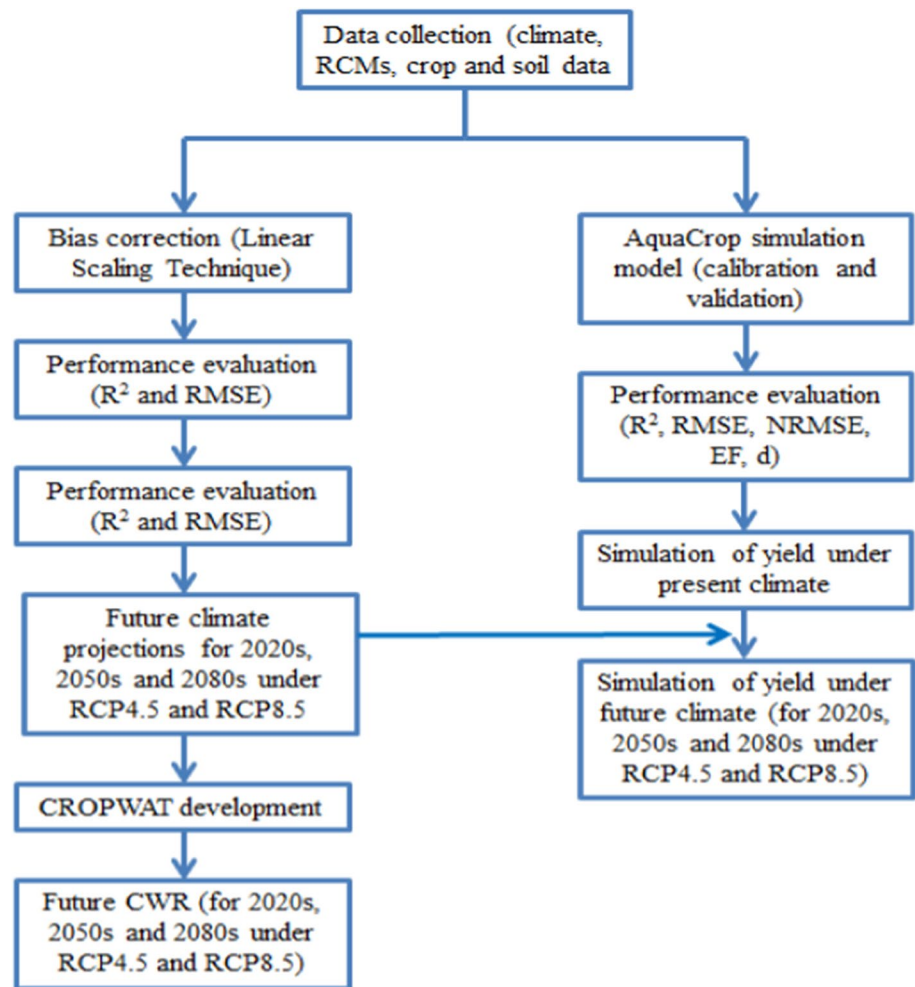 Data collection (climate,
RCMs, crop and soil data
Bias correction (Linear
Scaling Technique)
Performance evaluation
(R² and RMSE)
Performance evaluation
(R² and RMSE)
Future climate
projections for 2020s,
2050s and 2080s under
RCP4.5 and RCP8.5
CROPWAT development
Future CWR (for 2020s,
2050s and 2080s under
RCP4.5 and RCP8.5)
AquaCrop simulation
model (calibration and
validation)
Performance evaluation
(R², RMSE, NRMSE,
EF, d)
Simulation of yield under
present climate
Simulation of yield under
future climate (for 2020s,
2050s and 2080s under
RCP4.5 and RCP8.5)